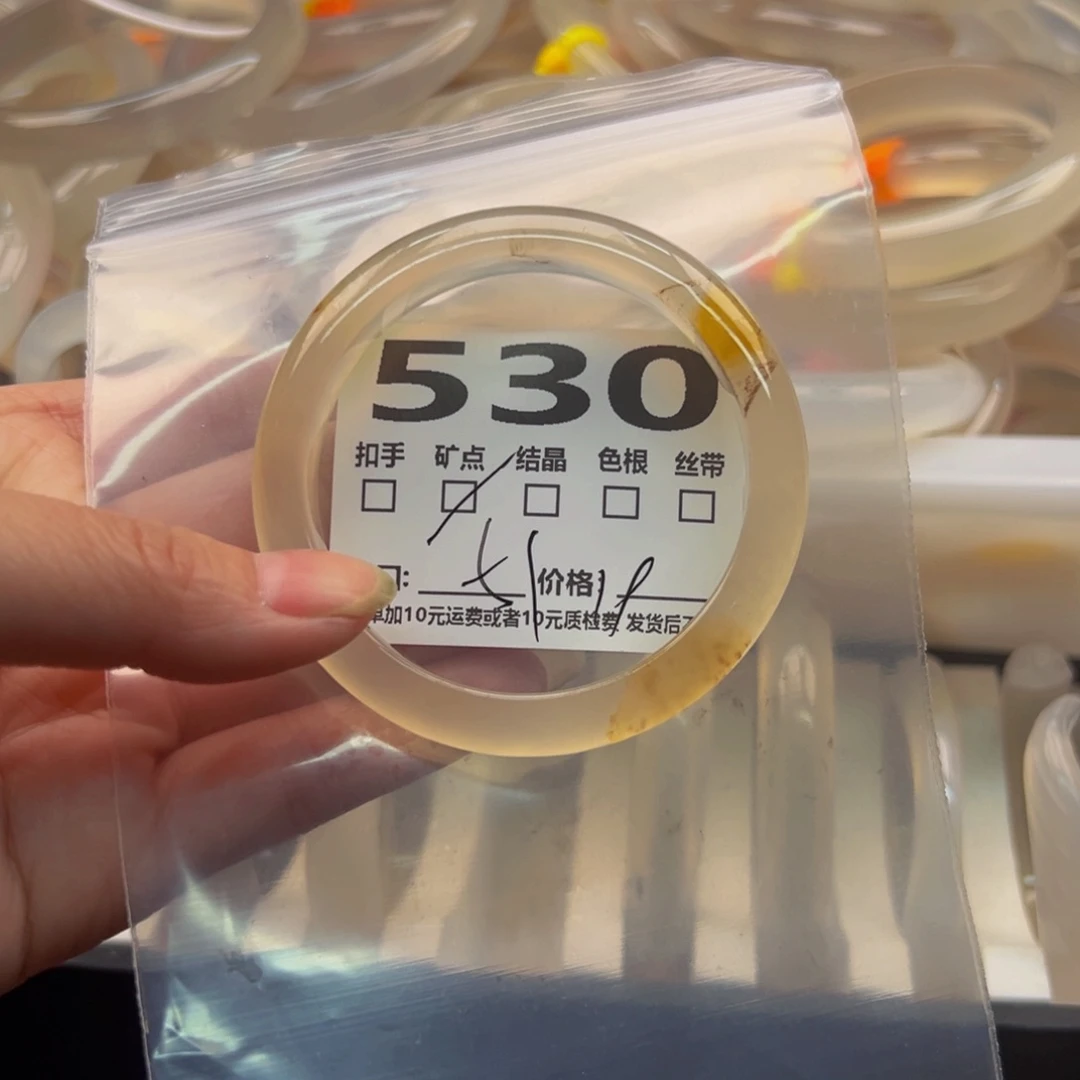 530
扣手 矿点 结晶 色根 丝带
口: 价格:
单加10元运费或者10元质检费 发货后